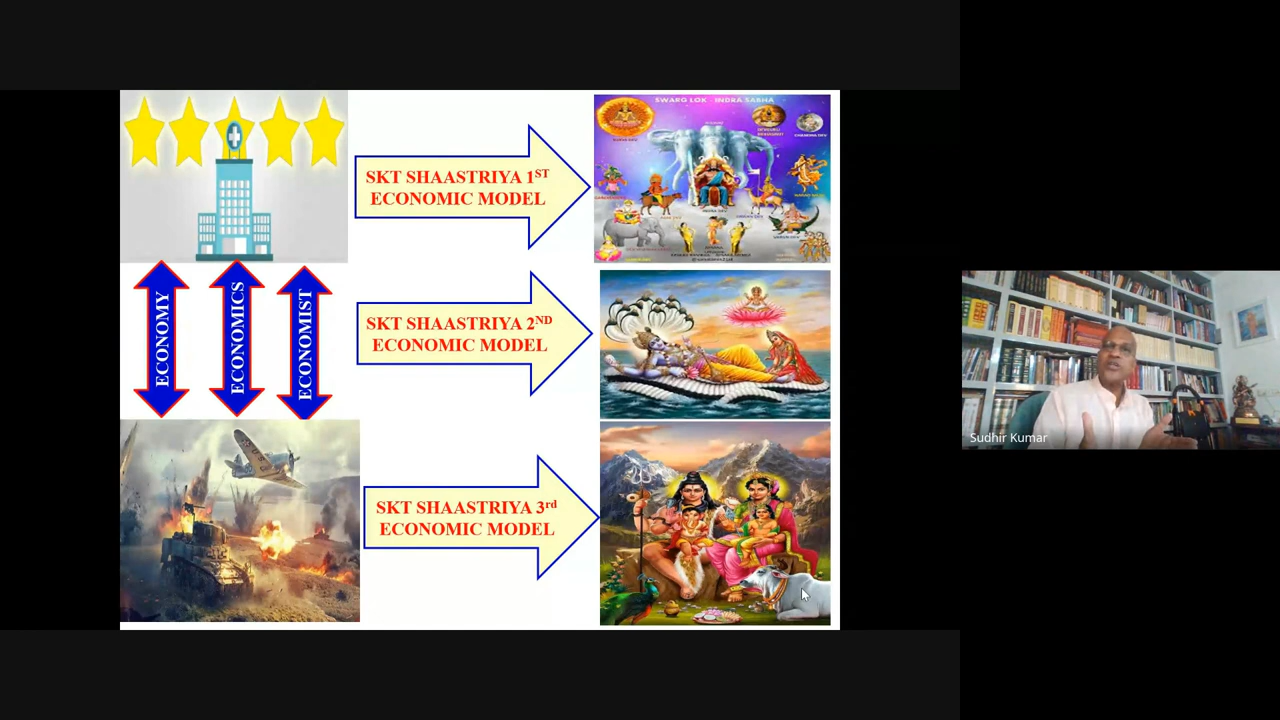 SWARG LOK - INDRA SABHA
SKT SHAASTRIYA 1ST
ECONOMIC MODEL
ECONOMY
ECONOMICS
ECONOMIST
SKT SHAASTRIYA 2ND
ECONOMIC MODEL
SKT SHAASTRIYA 3rd
ECONOMIC MODEL
Sudhir Kumar